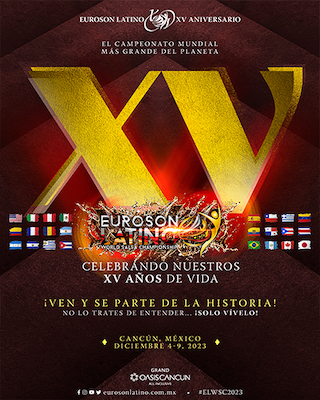 EUROSON LATINO XV ANIVERSARIO
EL CAMPEONATO MUNDIAL
MÁS GRANDE DEL PLANETA
XV
EUROSON
LATINO
WORLD SALSA CHAMPIONSHIP
CELEBRANDO NUESTROS
XV AÑOS DE VIDA
¡VEN Y SE PARTE DE LA HISTORIA!
NO LO TRATES DE ENTENDER... ¡SOLO VÍVELO!
CANCÚN, MÉXICO
DICIEMBRE 4-9, 2023
GRAND
OASISCANCUN
ALL INCLUSIVE
eurosonlatino.com.mx - #ELWSC2023